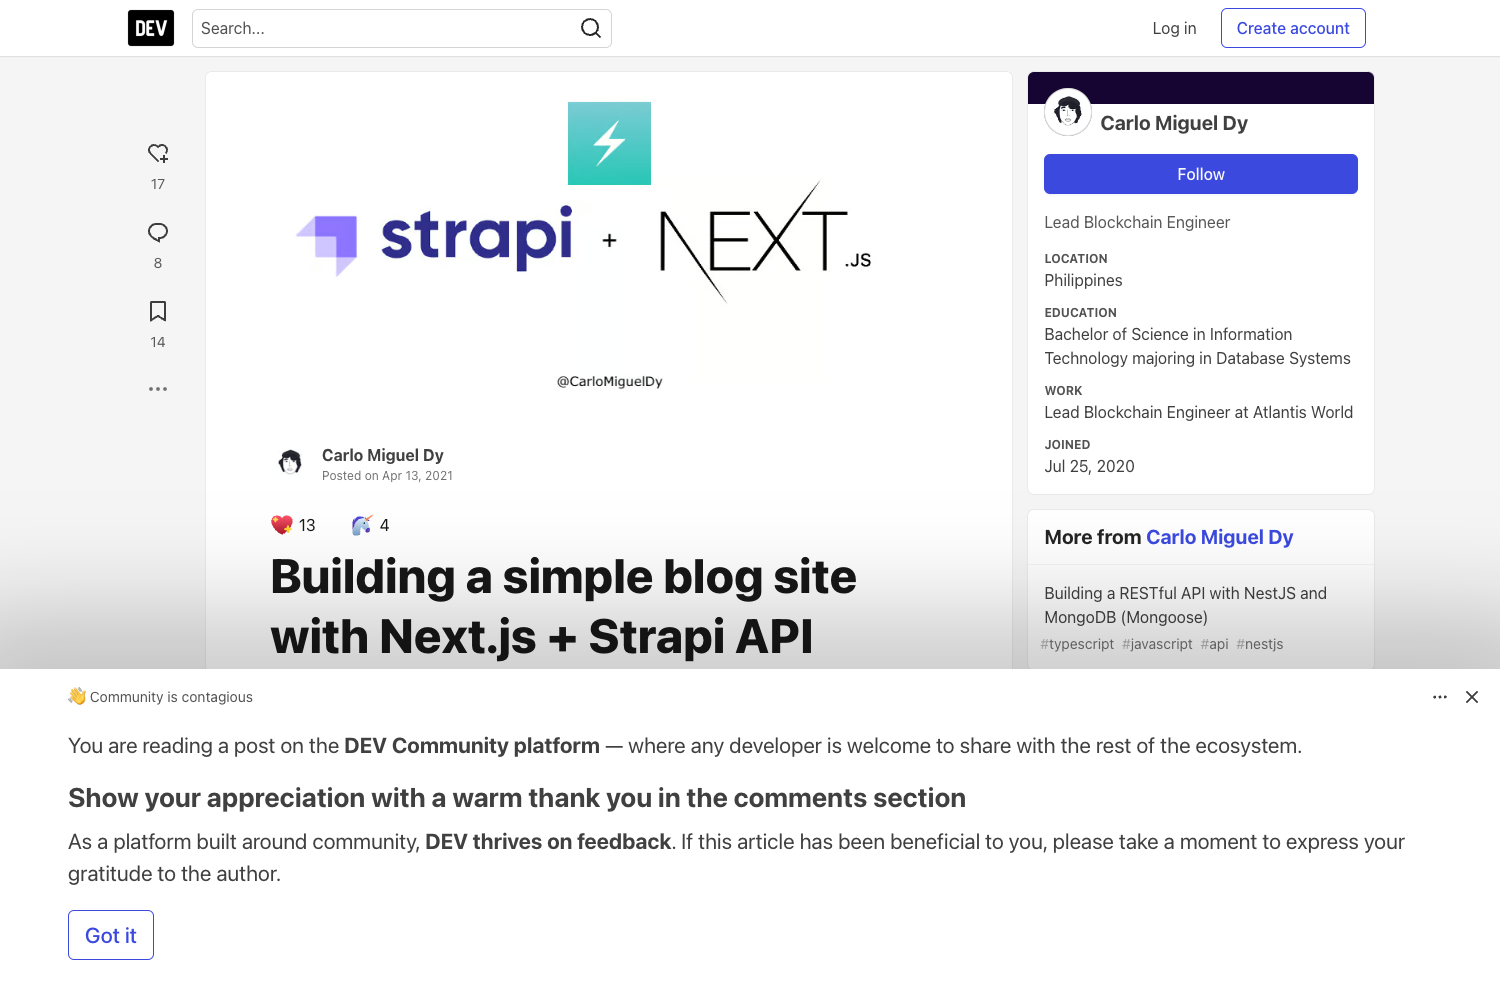 DEV
Search...
Log in
Create account
17
8
14
strapi + NEXT.JS
@CarloMiguelDy
Carlo Miguel Dy
Posted on Apr 13, 2021
13
4
Building a simple blog site
with Next.js + Strapi API
Carlo Miguel Dy
Follow
Lead Blockchain Engineer
LOCATION
Philippines
EDUCATION
Bachelor of Science in Information
Technology majoring in Database Systems
WORK
Lead Blockchain Engineer at Atlantis World
JOINED
Jul 25, 2020
More from Carlo Miguel Dy
Building a RESTful API with NestJS and
MongoDB (Mongoose)
#typescript #javascript #api #nestjs
👋 Community is contagious
You are reading a post on the DEV Community platform — where any developer is welcome to share with the rest of the ecosystem.
Show your appreciation with a warm thank you in the comments section
As a platform built around community, DEV thrives on feedback. If this article has been beneficial to you, please take a moment to express your
gratitude to the author.
Got it